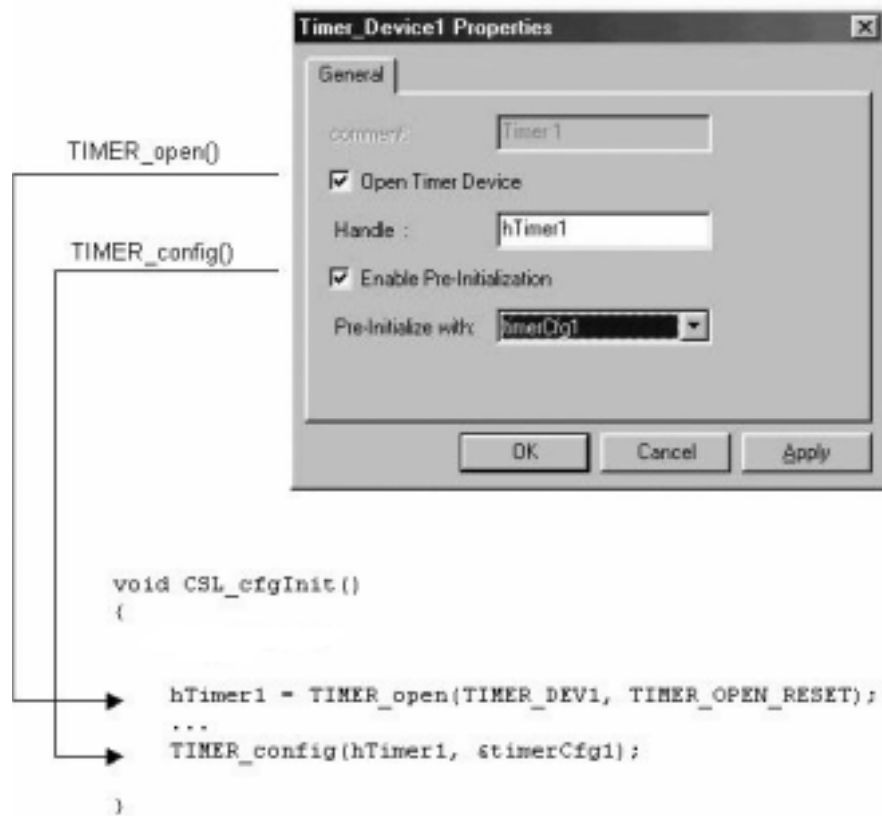 Timer_Device1 Properties
General
comment: Timer 1
TIMER_open()
Open Timer Device
Handle : hTimer1
TIMER_config()
Enable Pre-Initialization
Pre-Initialize with: timerCfg1
OK Cancel Apply
void CSL_cfgInit()
{
hTimer1 = TIMER_open(TIMER_DEV1, TIMER_OPEN_RESET);
...
TIMER_config(hTimer1, &timerCfg1);
}